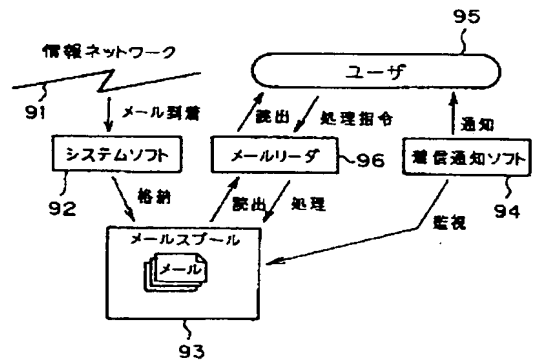 95
情報ネットワーク
ユーザ
91
メール到着
読出
処理指令
通知
システムソフト
メールリーダ
着信通知ソフト
92
96
94
格納
読出
処理
監視
メールスプール
メール
93